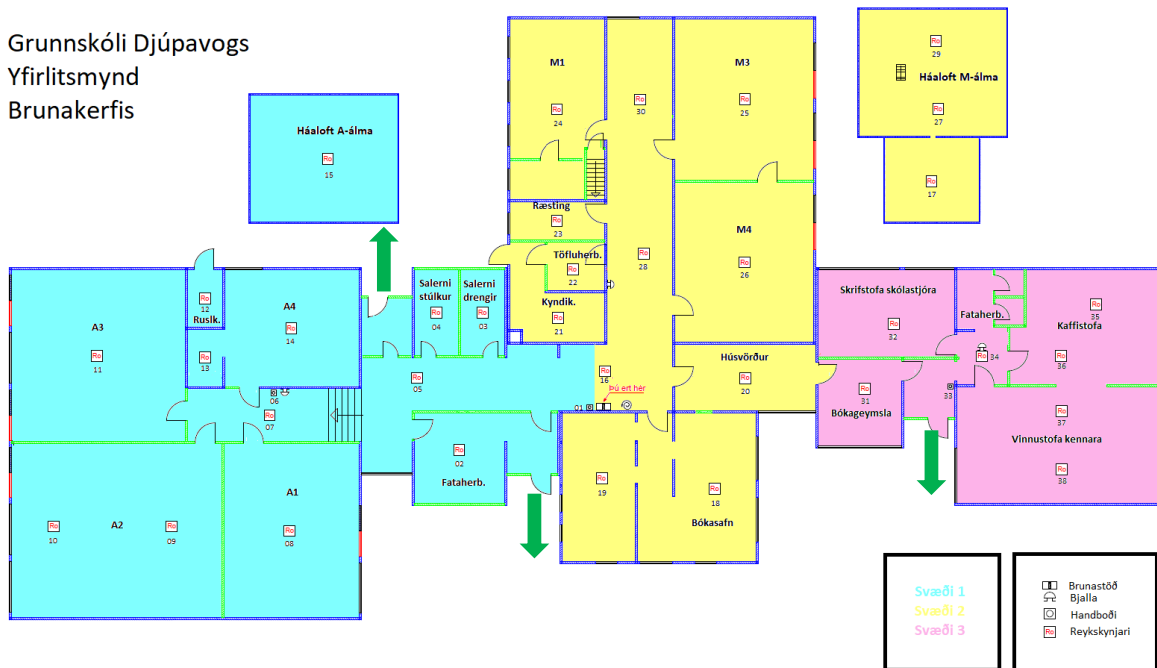 Grunnskóli Djúpavogs
Yfirlitsmynd
Brunakerfis
Háaloft A-álma
Ro
15
M1
Ro
24
Ro
30
M3
Ro
25
Ro
29
Háaloft M-álma
Ro
27
Ro
17
Ræsting
Ro
23
Töfluherb.
Ro
22
Kyndik.
Ro
21
Ro
28
M4
Ro
26
A3
Ro
11
Ro
12
Ruslk.
Ro
13
A4
Ro
14
Salerni
stúlkur
Ro
04
Salerni
drengir
Ro
03
Ro
05
06
Ro
07
Ro
16
Þú ert hér
01
Húsvörður
Ro
20
Skrifstofa skólastjóra
Ro
32
Fataherb.
Ro
34
Ro
35
Kaffistofa
Ro
36
Ro
31
Bókageymsla
33
Ro
37
Vinnustofa kennara
Ro
38
Ro
02
Fataherb.
Ro
19
Ro
18
Bókasafn
A2
Ro
10
Ro
09
A1
Ro
08
Svæði 1
Svæði 2
Svæði 3
Brunastöð
Bjalla
Handboði
Ro Reykskynjari